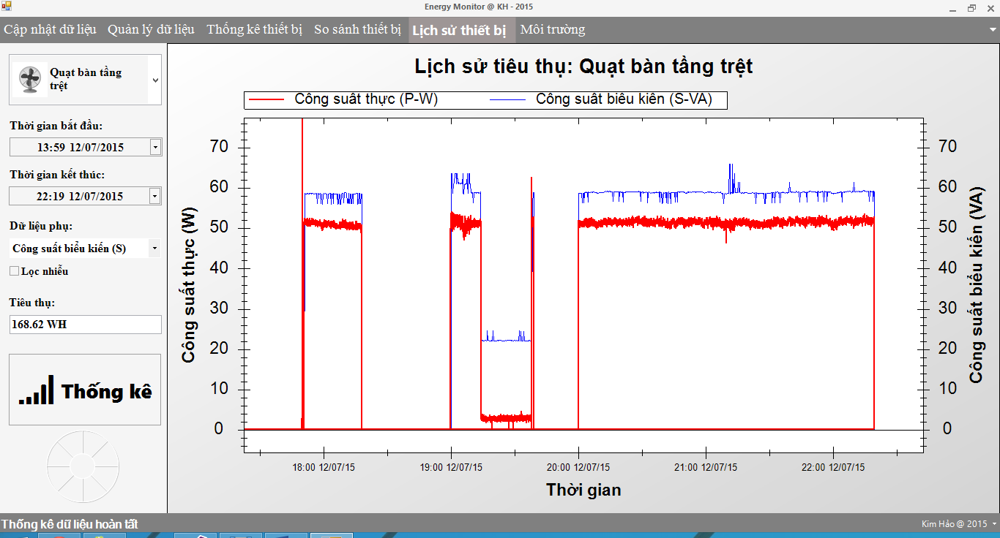 Energy Monitor @ KH - 2015
Cập nhật dữ liệu Quản lý dữ liệu Thống kê thiết bị So sánh thiết bị Lịch sử thiết bị Môi trường
Quạt bàn tầng
trệt
Thời gian bắt đầu:
13:59 12/07/2015
Thời gian kết thúc:
22:19 12/07/2015
Dữ liệu phụ:
Công suất biểu kiến (S)
Lọc nhiễu
Tiêu thụ:
168.62 WH
Thống kê
Lịch sử tiêu thụ: Quạt bàn tầng trệt
Công suất thực (P-W) Công suất biểu kiên (S-VA)
Công suất thực (W)
70
60
50
40
30
20
10
0
70
60
50
40
30
20
10
0
Công suất biểu kiến (VA)
18:00 12/07/15 19:00 12/07/15 20:00 12/07/15 21:00 12/07/15 22:00 12/07/15
Thời gian
Thống kê dữ liệu hoàn tất
Kim Hảo @ 2015